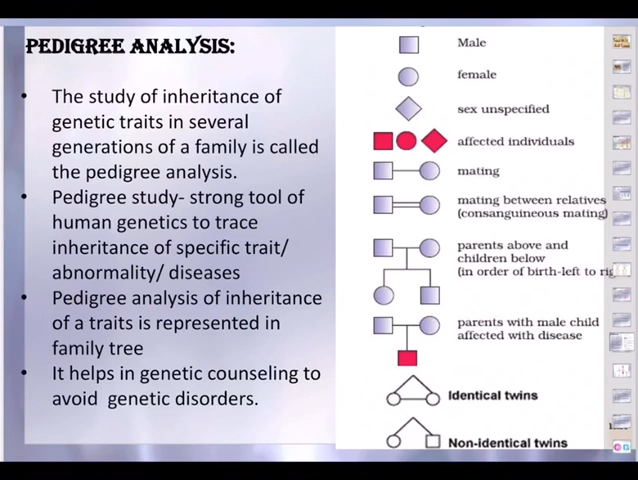 PEDIGREE ANALYSIS:
• The study of inheritance of
genetic traits in several
generations of a family is called
the pedigree analysis.
• Pedigree study- strong tool of
human genetics to trace
inheritance of specific trait/
abnormality/ diseases
• Pedigree analysis of inheritance
of a traits is represented in
family tree
• It helps in genetic counseling to
avoid genetic disorders.
Male
female
sex unspecified
affected individuals
mating
mating between relatives
(consanguineous mating)
parents above and
children below
(in order of birth-left to rig
parents with male child
affected with disease
Identical twins
Non-identical twins